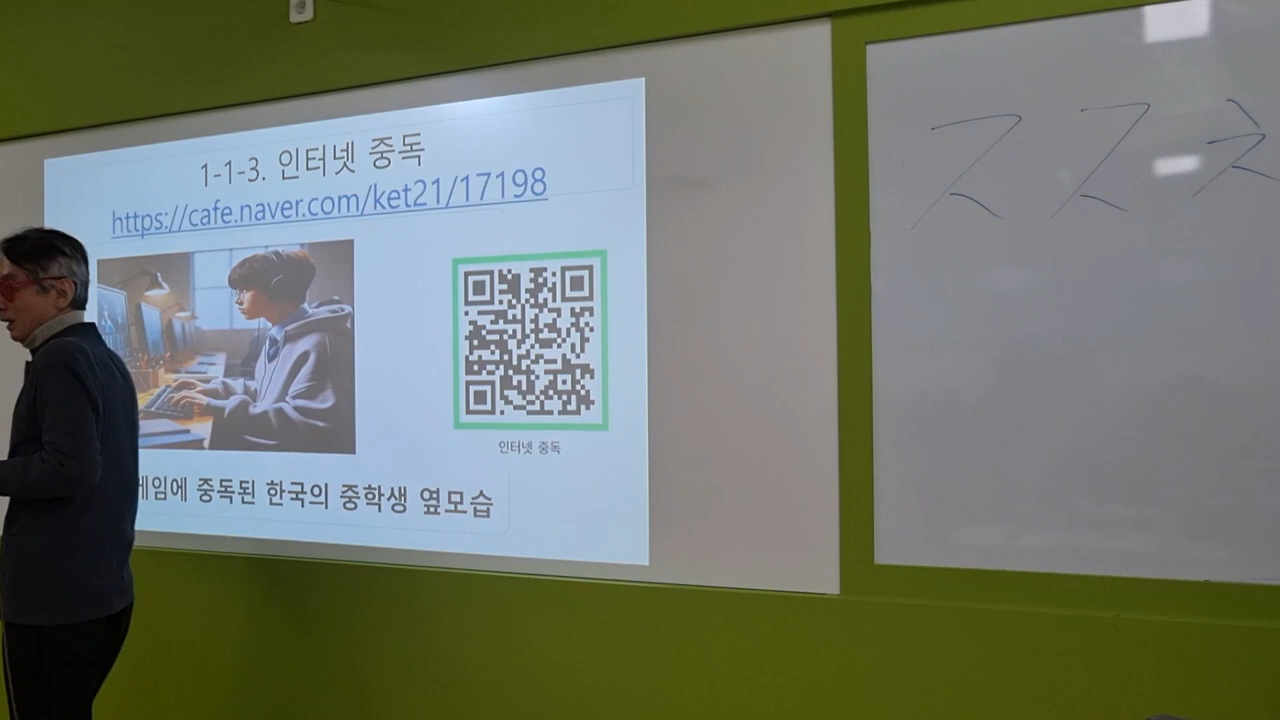 1-1-3. 인터넷 중독
https://cafe.naver.com/ket21/17198
인터넷 중독
게임에 중독된 한국의 중학생 옆모습
ㅈ ㅈ ㅊ